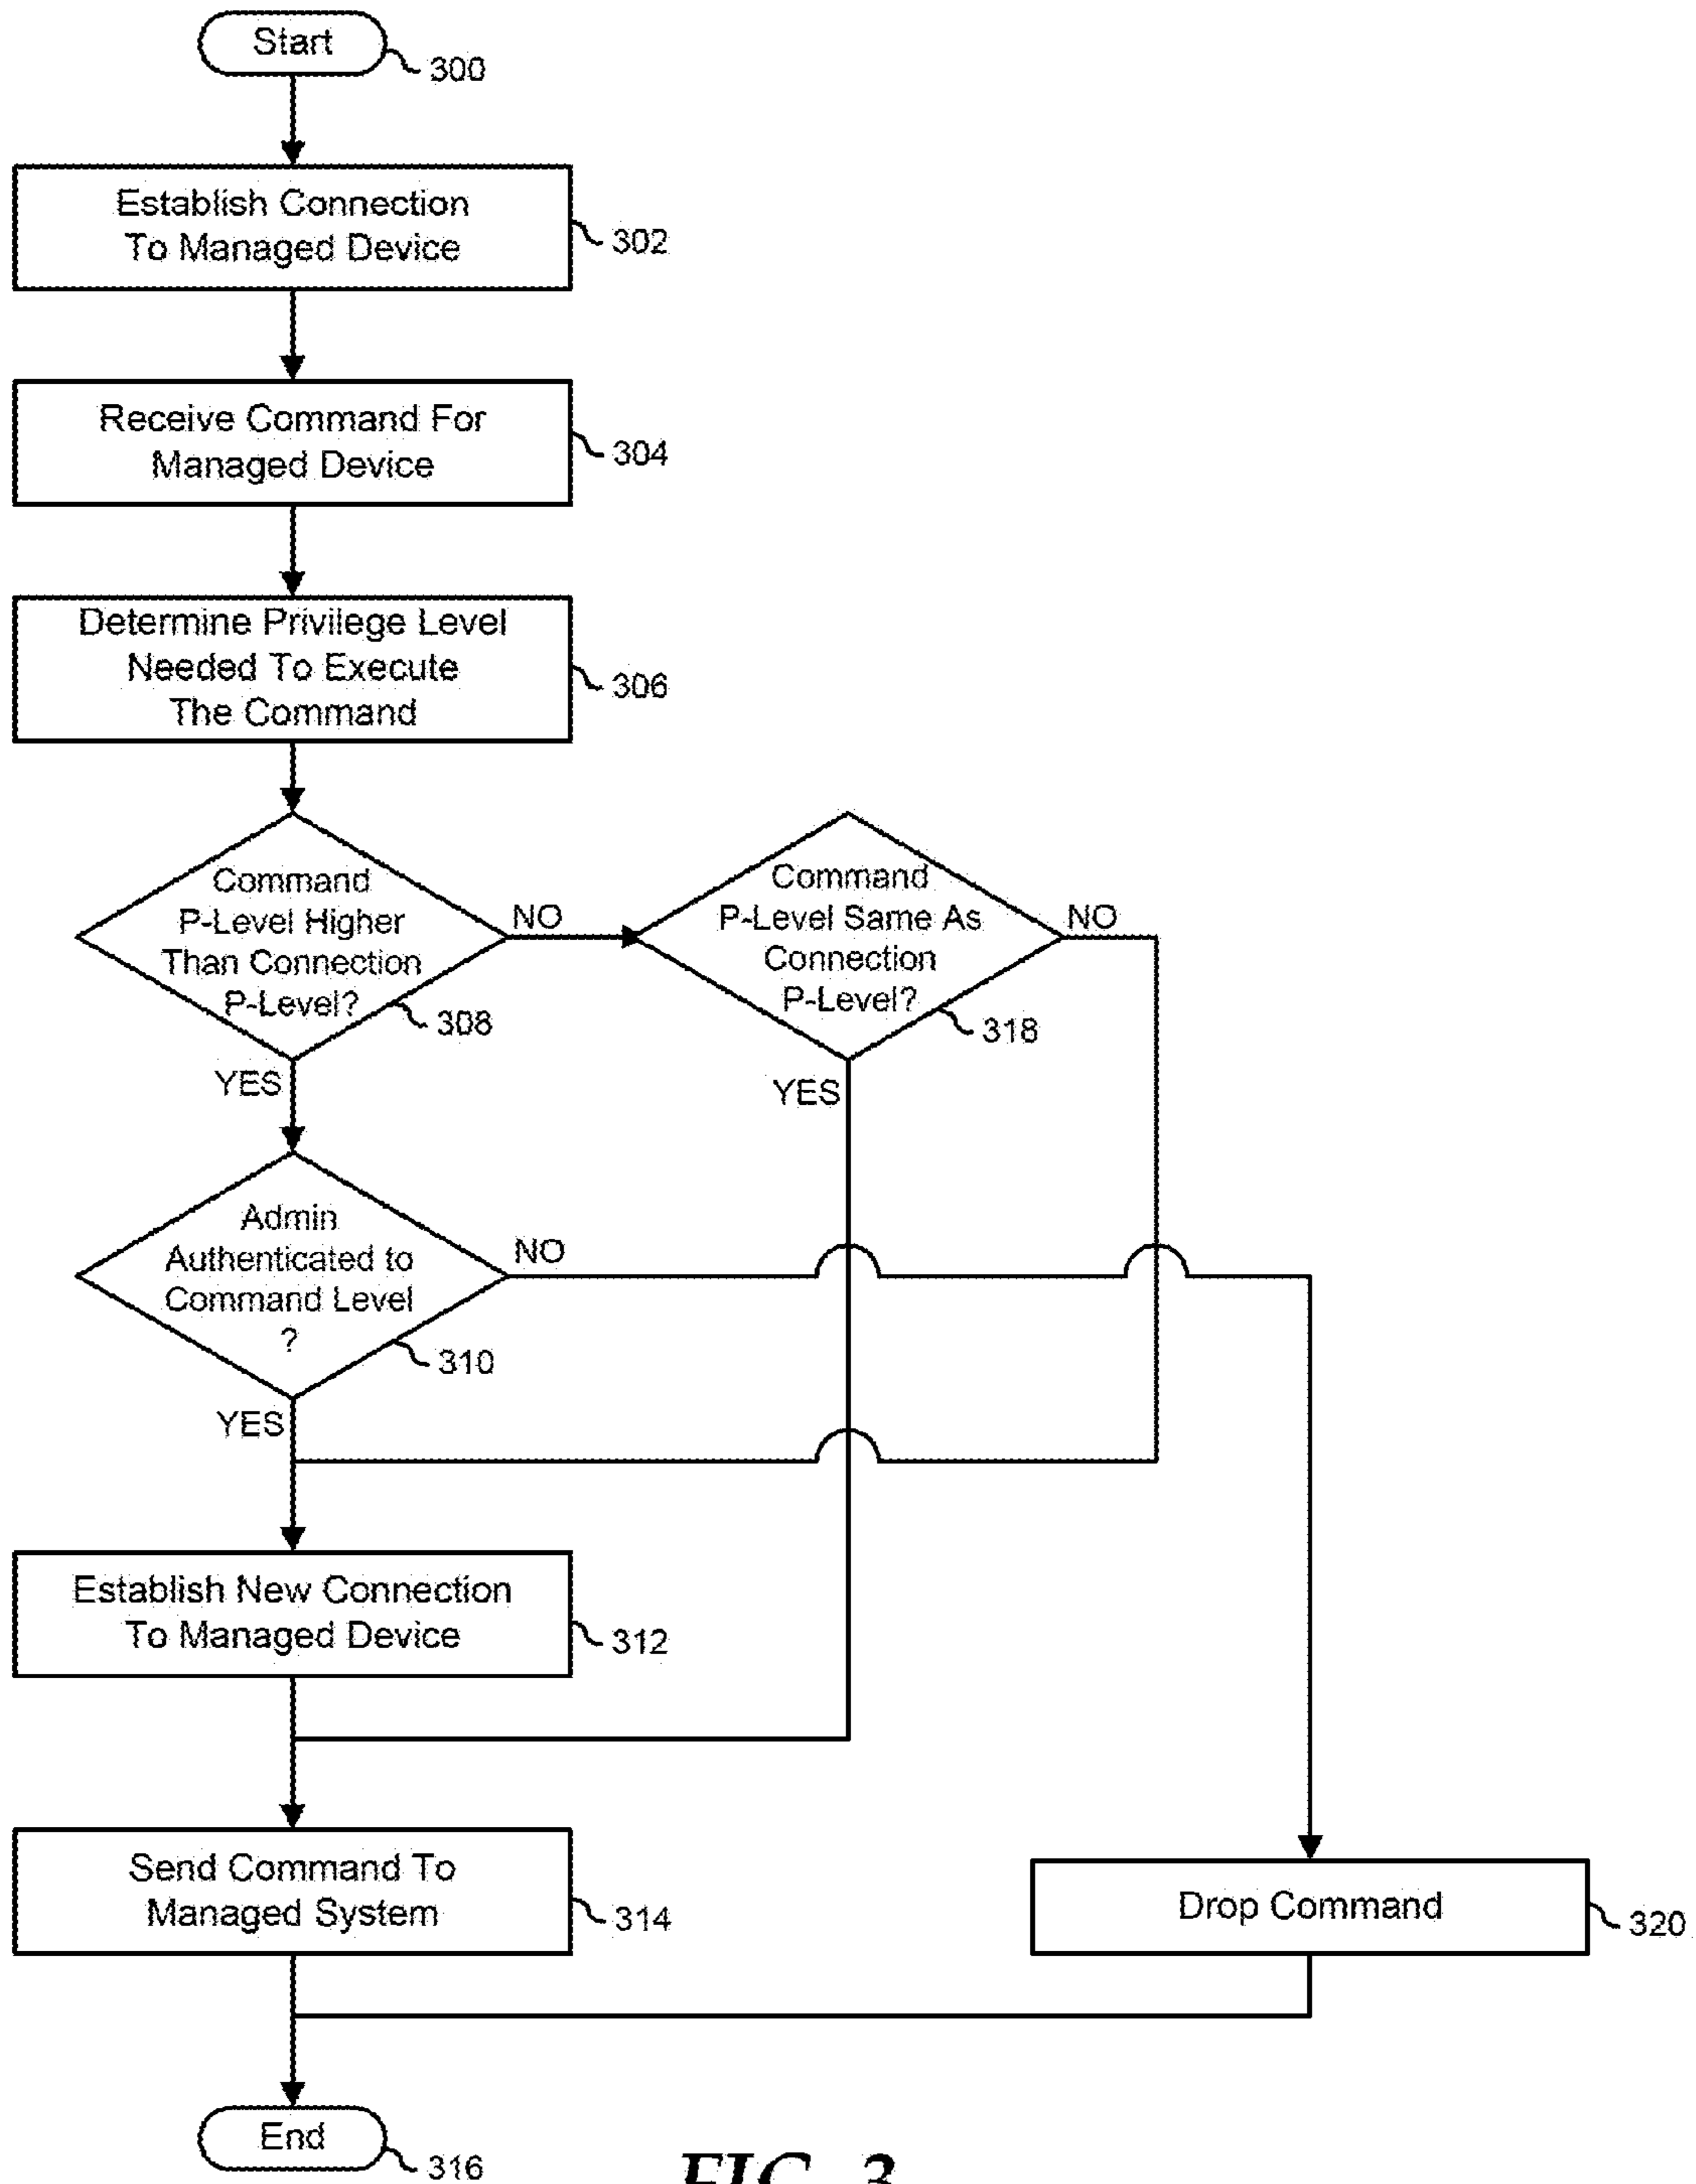 Start
300
Establish Connection
To Managed Device
302
Receive Command For
Managed Device
304
Determine Privilege Level
Needed To Execute
The Command
306
Command
P-Level Higher
Than Connection
P-Level?
308
NO
YES
Command
P-Level Same As
Connection
P-Level?
318
NO
YES
Admin
Authenticated to
Command Level
?
310
NO
YES
Establish New Connection
To Managed Device
312
Send Command To
Managed System
314
Drop Command
320
End
316
FIG. 3